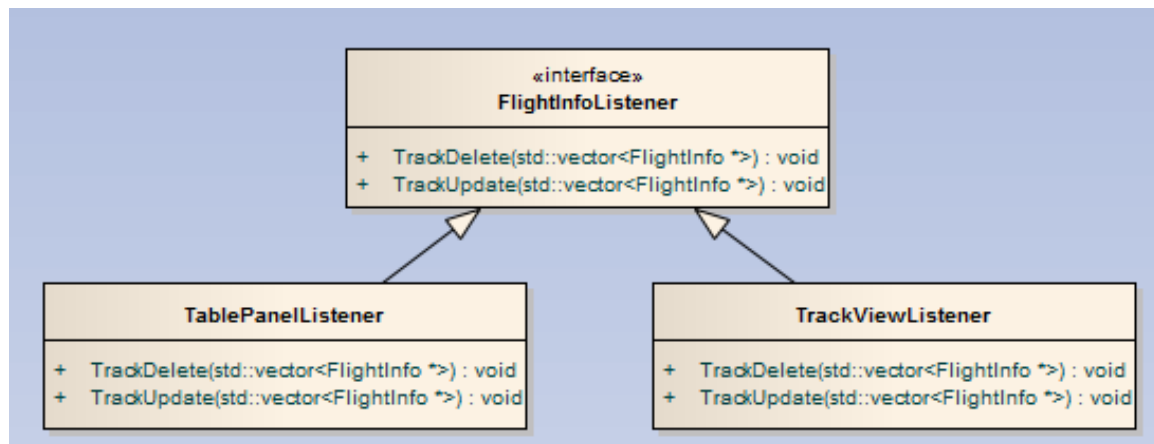 «interface»
FlightInfoListener
+ TrackDelete(std::vector<FlightInfo *>) : void
+ TrackUpdate(std::vector<FlightInfo *>) : void
TablePanelListener
+ TrackDelete(std::vector<FlightInfo *>) : void
+ TrackUpdate(std::vector<FlightInfo *>) : void
TrackViewListener
+ TrackDelete(std::vector<FlightInfo *>) : void
+ TrackUpdate(std::vector<FlightInfo *>) : void